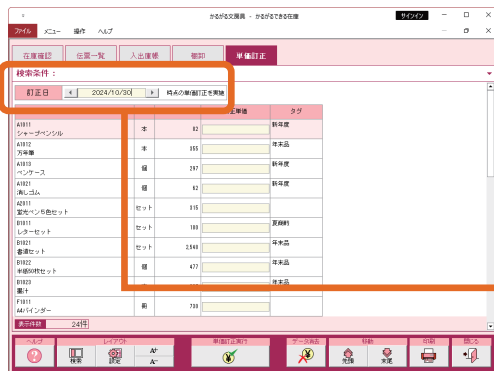 かるがる文房具 - かるがるできる在庫
サインイン
ファイル メニュー 操作 ヘルプ
在庫確認 伝票一覧 入出庫帳 棚卸 単価訂正
検索条件：
訂正日 2024/10/30 時点の単価訂正を実施
正単価 タグ
A1011
シャープペンシル 本 82 新年度
A1012
万年筆 本 355 年末品
A1013
ペンケース 個 297 新年度
A1021
消しゴム 個 62 新年度
A2011
蛍光ペン5色セット セット 315
B1011
レターセット セット 180 夏商材
B1021
書道セット セット 3,540 年末品
B1022
半紙50枚セット 個 477 年末品
B1023
墨汁 年末品
F1011
A4バインダー 冊 730
表示件数 241件
ヘルプ レイアウト 単価訂正実行 データ消去 移動 印刷 閉じる
検索 設定 A+ A- 先頭 末尾